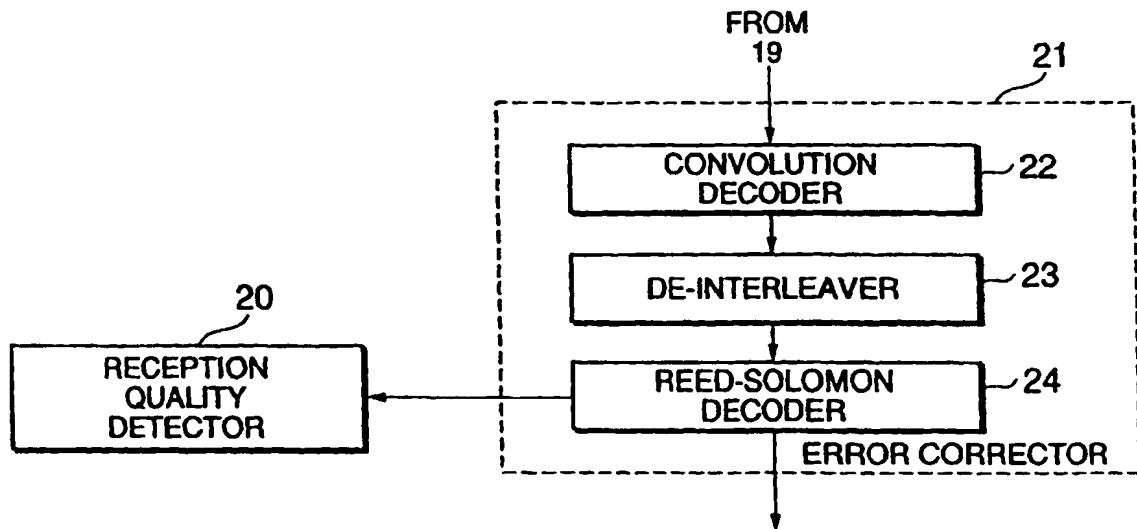 FROM
19
21
CONVOLUTION
DECODER
22
DE-INTERLEAVER
23
20
RECEPTION
QUALITY
DETECTOR
REED-SOLOMON
DECODER
24
ERROR CORRECTOR